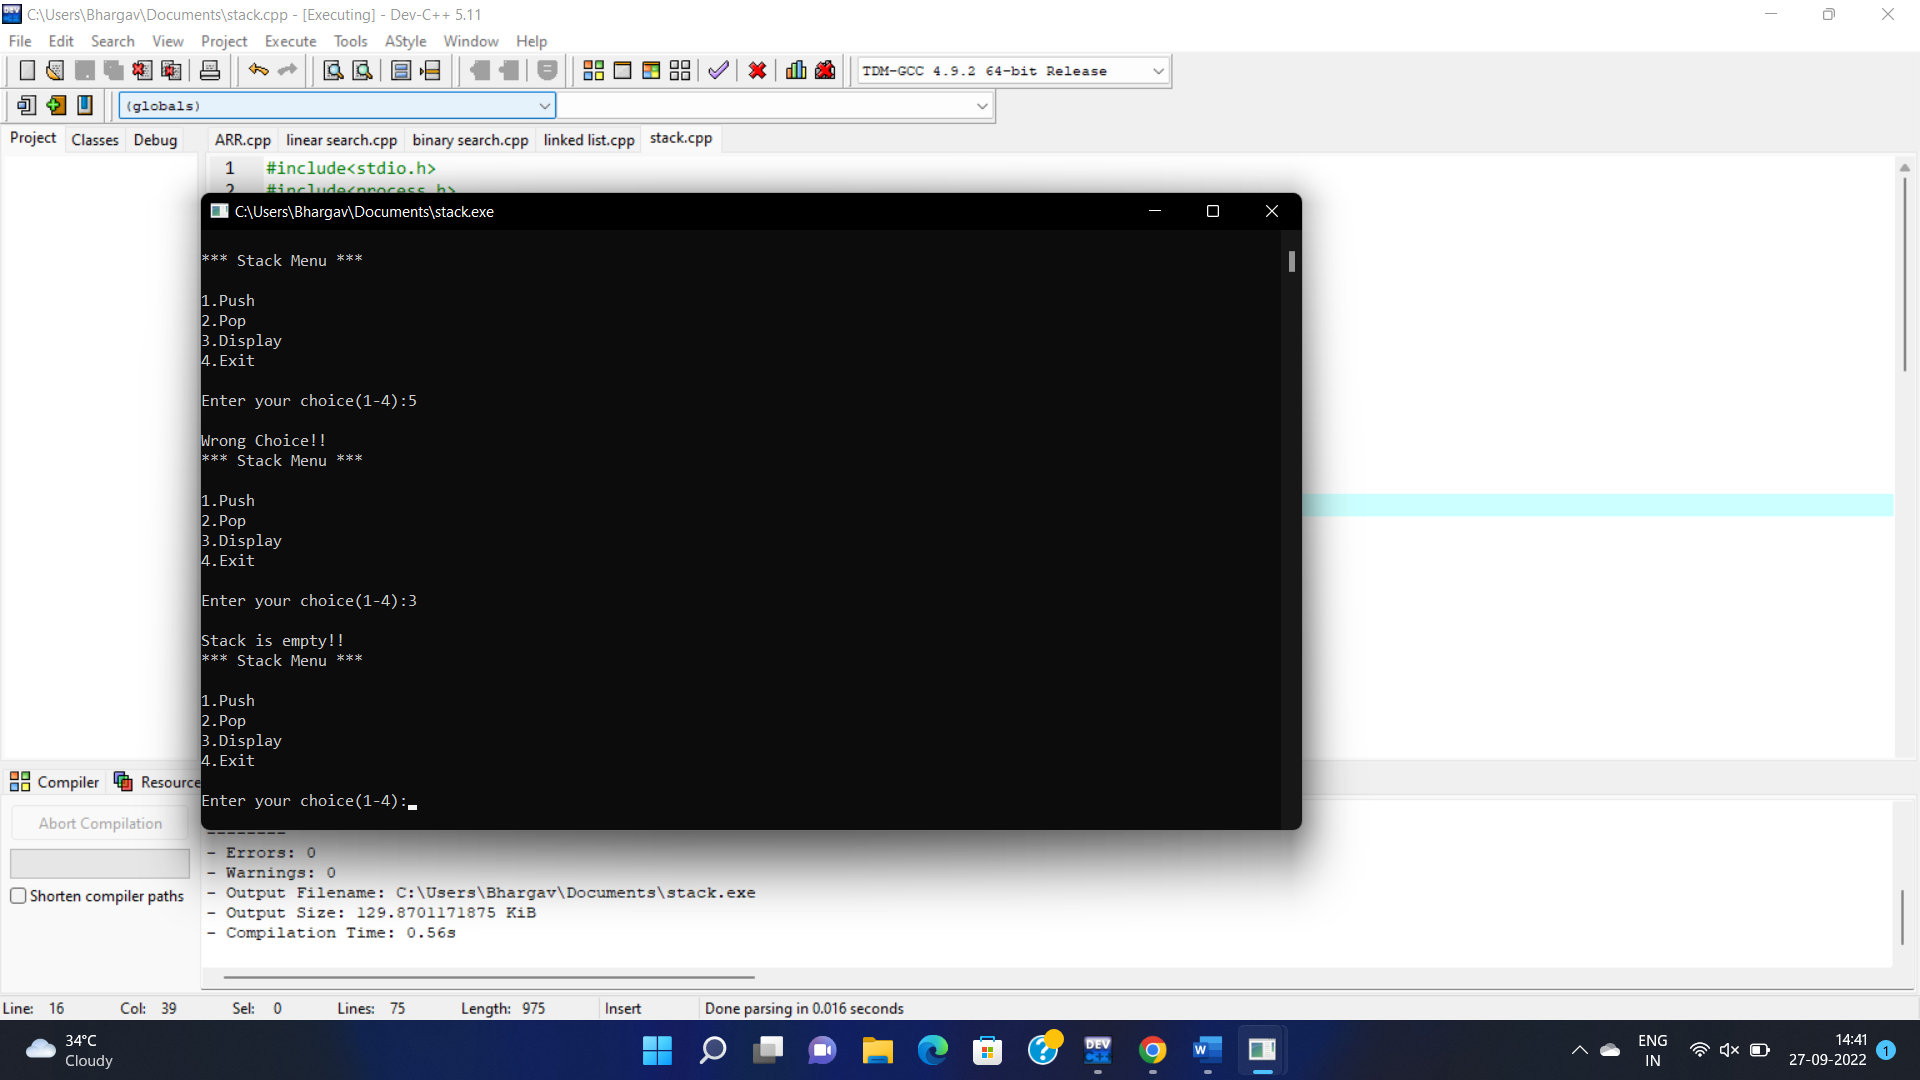 C:\Users\Bhargav\Documents\stack.cpp - [Executing] - Dev-C++ 5.11
File Edit Search View Project Execute Tools AStyle Window Help
TDM-GCC 4.9.2 64-bit Release
(globals)
Project Classes Debug ARR.cpp linear search.cpp binary search.cpp linked list.cpp stack.cpp
1 #include<stdio.h>
2 #include<process.h>
C:\Users\Bhargav\Documents\stack.exe
*** Stack Menu ***
1.Push
2.Pop
3.Display
4.Exit
Enter your choice(1-4):5
Wrong Choice!!
*** Stack Menu ***
1.Push
2.Pop
3.Display
4.Exit
Enter your choice(1-4):3
Stack is empty!!
*** Stack Menu ***
1.Push
2.Pop
3.Display
4.Exit
Enter your choice(1-4):
Compiler Resource
Abort Compilation
Shorten compiler paths
--------
- Errors: 0
- Warnings: 0
- Output Filename: C:\Users\Bhargav\Documents\stack.exe
- Output Size: 129.8701171875 KiB
- Compilation Time: 0.56s
Line: 16 Col: 39 Sel: 0 Lines: 75 Length: 975 Insert Done parsing in 0.016 seconds
34°C
Cloudy
DEV
C++
W
ENG
IN
14:41
27-09-2022
1